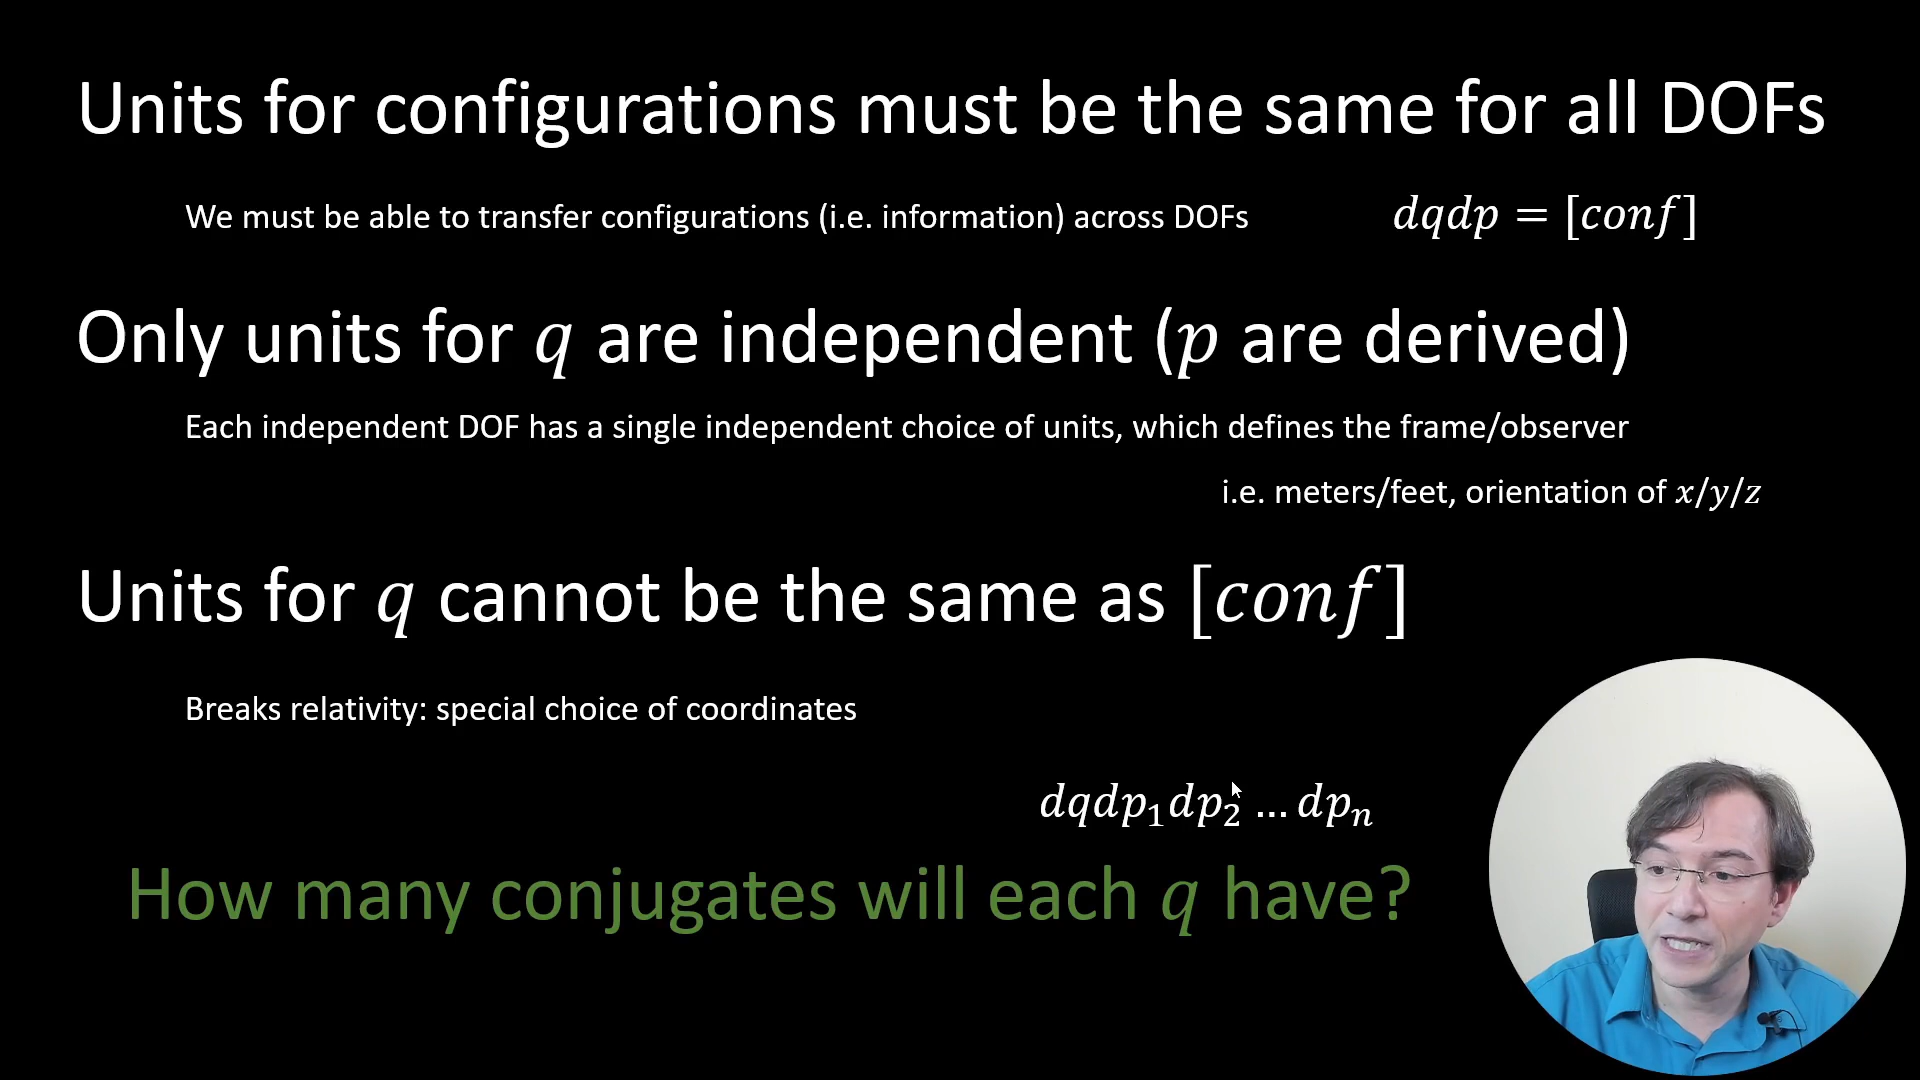 Units for configurations must be the same for all DOFs
We must be able to transfer configurations (i.e. information) across DOFs dqdp = [conf]
Only units for q are independent (p are derived)
Each independent DOF has a single independent choice of units, which defines the frame/observer
i.e. meters/feet, orientation of x/y/z
Units for q cannot be the same as [conf]
Breaks relativity: special choice of coordinates
dqdp₁dp₂ … dpₙ
How many conjugates will each q have?